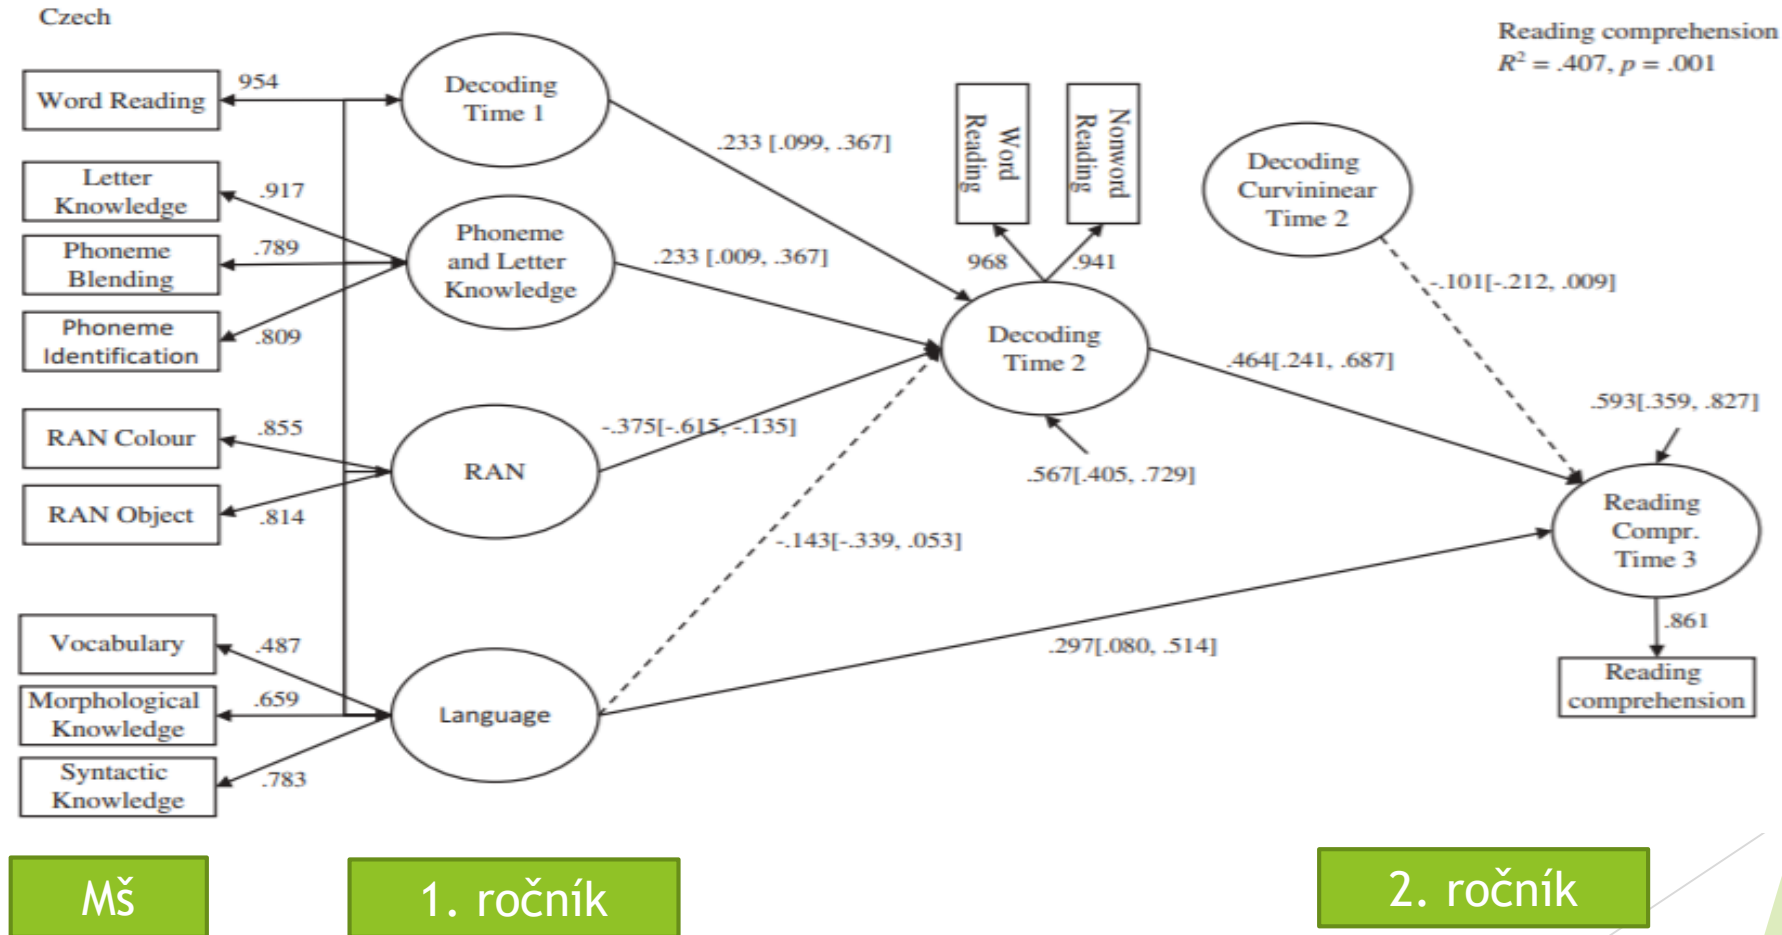 Czech
Reading comprehension
R² = .407, p = .001
Word Reading
954
Decoding
Time 1
Letter
Knowledge
.917
Phoneme
Blending
.789
Phoneme
Identification
.809
Phoneme
and Letter
Knowledge
RAN Colour
.855
RAN Object
.814
RAN
Vocabulary
.487
Morphological
Knowledge
.659
Syntactic
Knowledge
.783
Language
.233 [.099, .367]
.233 [.009, .367]
-.375[-.615, -.135]
-.143[-.339, .053]
.297[.080, .514]
Word
Reading
Nonword
Reading
968
.941
Decoding
Time 2
.567[.405, .729]
Decoding
Curvininear
Time 2
-.101[-.212, .009]
.464[.241, .687]
.593[.359, .827]
Reading
Compr.
Time 3
.861
Reading
comprehension
Mš
1. ročník
2. ročník